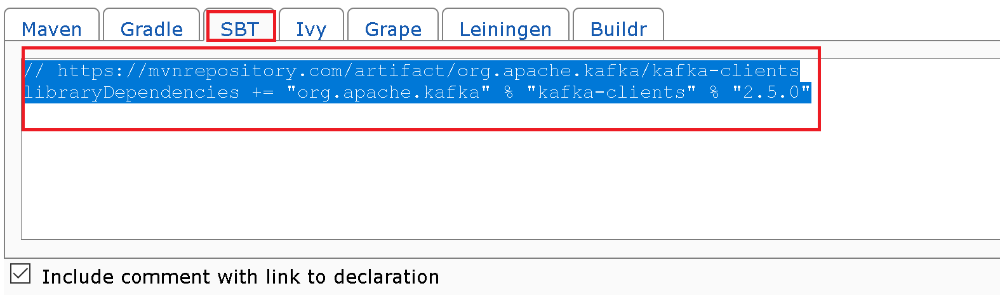 Maven Gradle SBT Ivy Grape Leiningen Buildr
// https://mvnrepository.com/artifact/org.apache.kafka/kafka-clients
libraryDependencies += "org.apache.kafka" % "kafka-clients" % "2.5.0"
Include comment with link to declaration